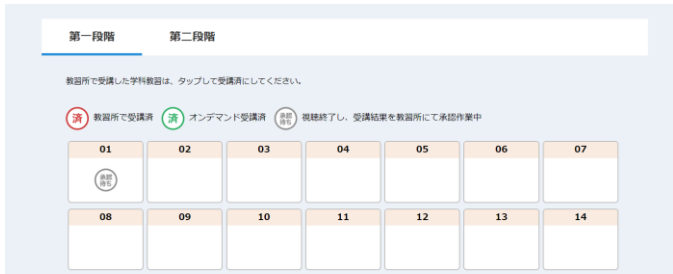 第一段階 第二段階
教習所で受講した学科教習は、タップして受講済にしてください。
済 教習所で受講済 済 オンデマンド受講済 承認待ち 視聴終了し、受講結果を教習所にて承認作業中
01 02 03 04 05 06 07
承認待ち
08 09 10 11 12 13 14